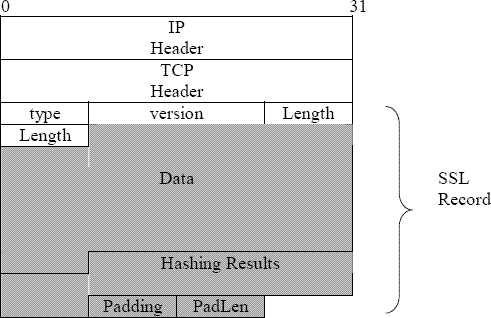 0 31
IP
Header
TCP
Header
type version Length
Length
Data
SSL
Record
Hashing Results
Padding PadLen